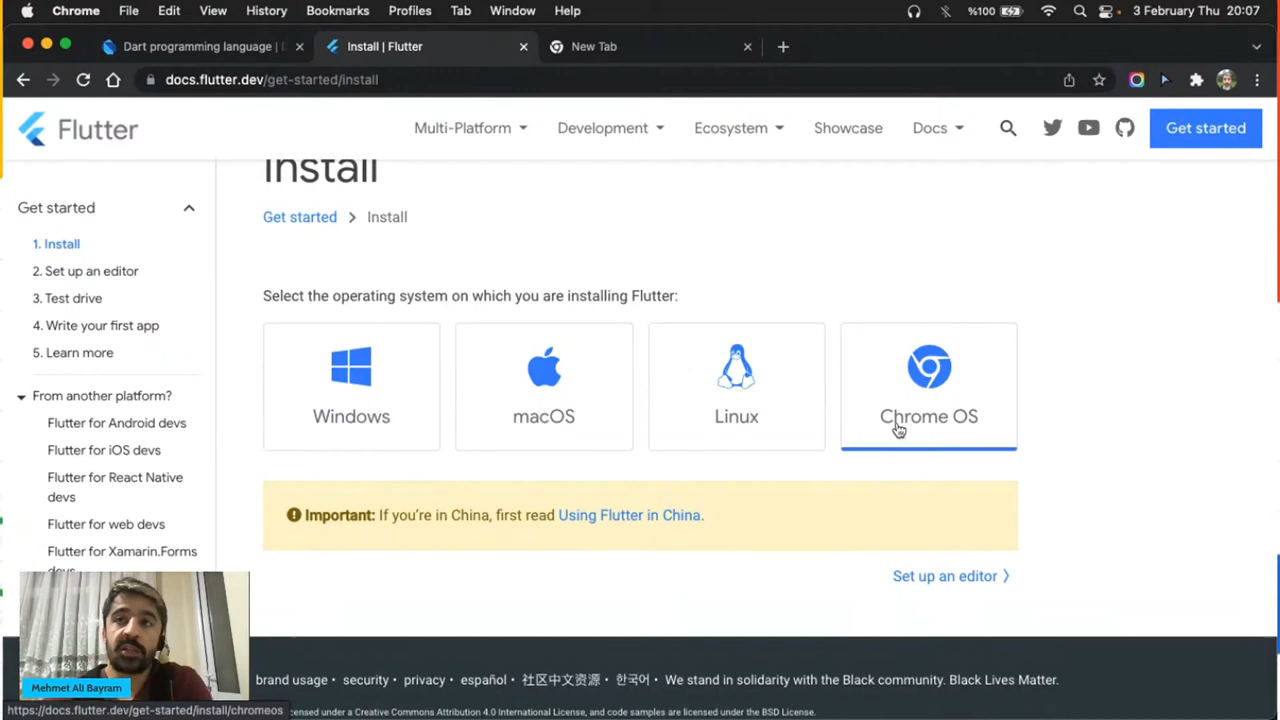 Chrome File Edit View History Bookmarks Profiles Tab Window Help %100 3 February Thu 20:07
Dart programming language | Install | Flutter New Tab
docs.flutter.dev/get-started/install
Flutter Multi-Platform Development Ecosystem Showcase Docs Get started
Install
Get started
Get started Install
1. Install
2. Set up an editor
3. Test drive
4. Write your first app
5. Learn more
From another platform?
Flutter for Android devs
Flutter for iOS devs
Flutter for React Native
devs
Flutter for web devs
Flutter for Xamarin.Forms
devs
Select the operating system on which you are installing Flutter:
Windows macOS Linux Chrome OS
Important: If you're in China, first read Using Flutter in China.
Set up an editor
Mehmet Ali Bayram
brand usage • security • privacy • español • 社区中文资源 • 한국어 • We stand in solidarity with the Black community. Black Lives Matter.
https://docs.flutter.dev/get-started/install/chromeos
censed under a Creative Commons Attribution 4.0 International License, and code samples are licensed under the BSD License.